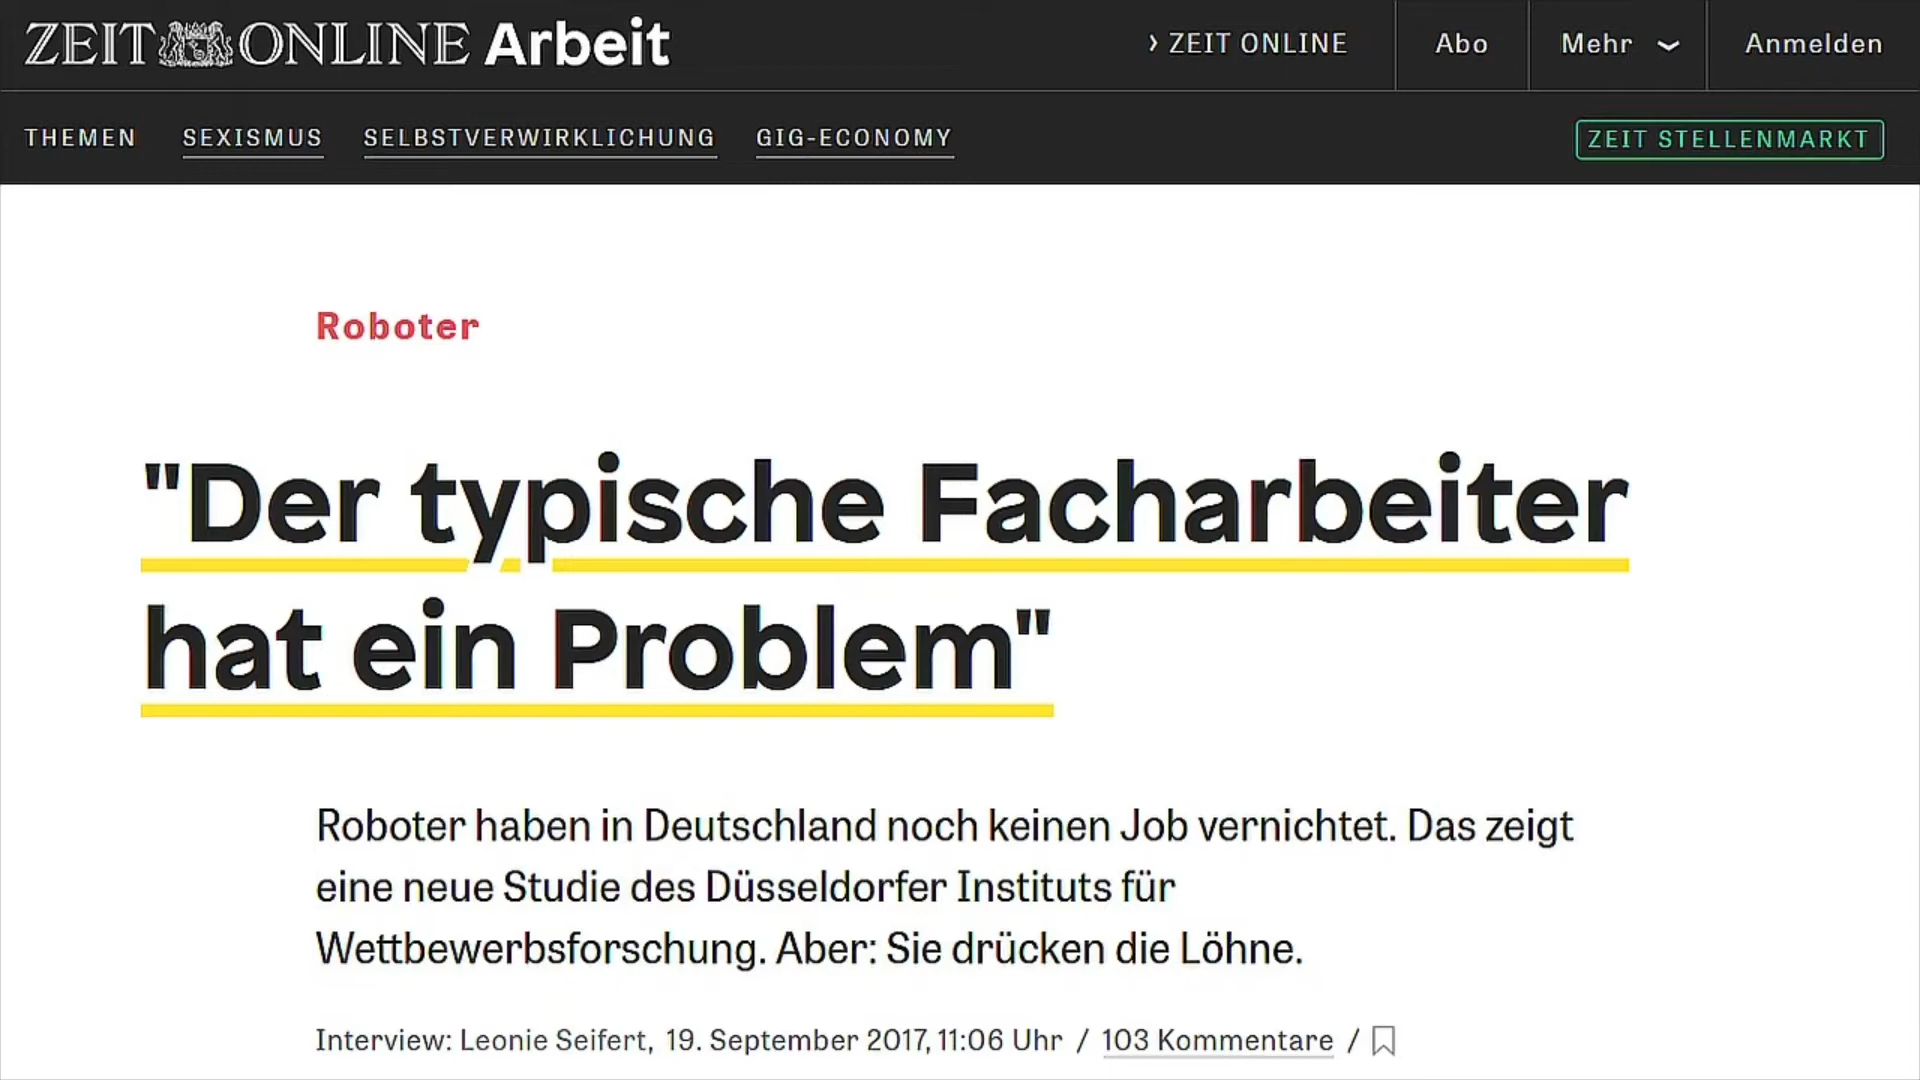 ZEIT ONLINE Arbeit
› ZEIT ONLINE
Abo
Mehr
Anmelden
THEMEN SEXISMUS SELBSTVERWIRKLICHUNG GIG-ECONOMY
ZEIT STELLENMARKT
Roboter
"Der typische Facharbeiter
hat ein Problem"
Roboter haben in Deutschland noch keinen Job vernichtet. Das zeigt
eine neue Studie des Düsseldorfer Instituts für
Wettbewerbsforschung. Aber: Sie drücken die Löhne.
Interview: Leonie Seifert, 19. September 2017, 11:06 Uhr / 103 Kommentare /